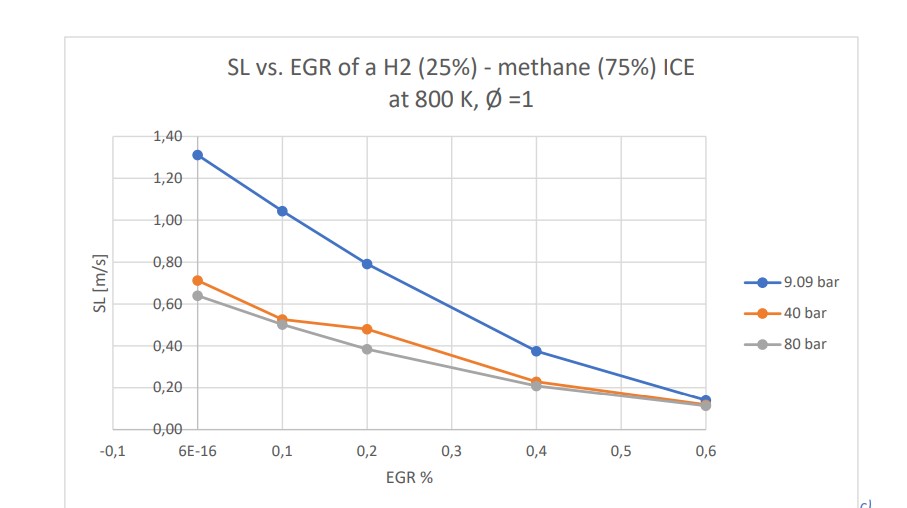 SL vs. EGR of a H2 (25%) - methane (75%) ICE
at 800 K, Ø =1
1,40
1,20
1,00
0,80
0,60
0,40
0,20
0,00
SL [m/s]
-0,1 6E-16 0,1 0,2 0,3 0,4 0,5 0,6
EGR %
9.09 bar
40 bar
80 bar